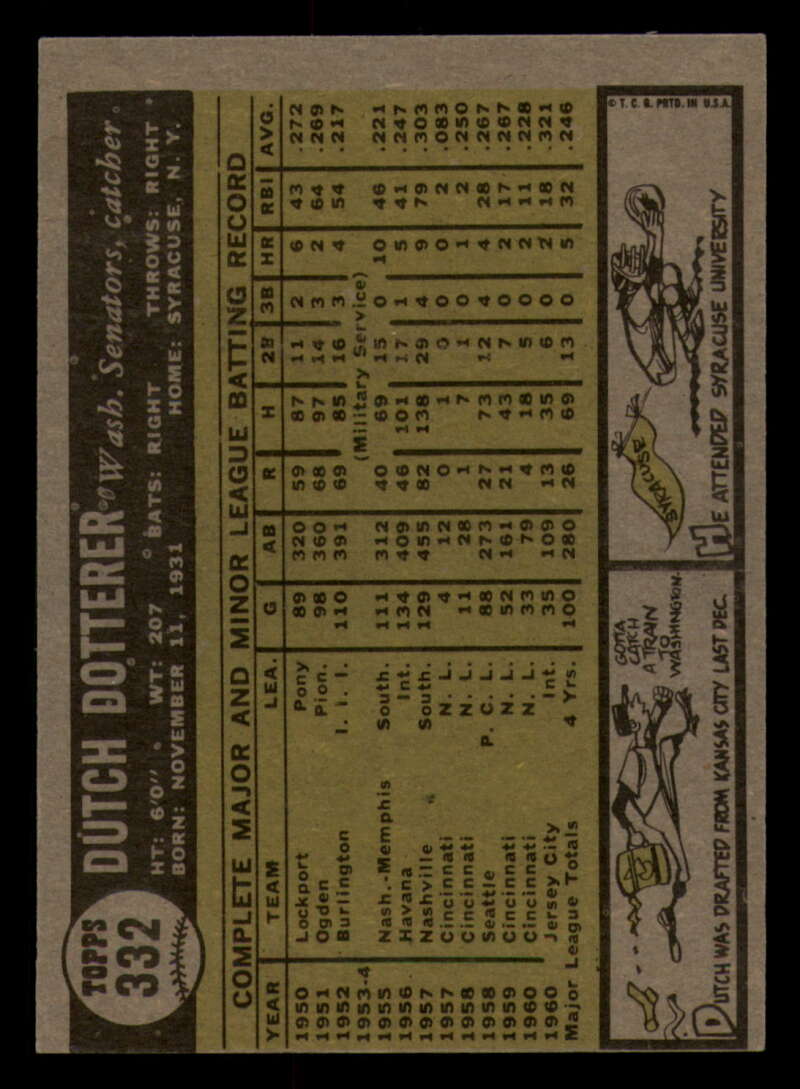 TOPPS
332
DUTCH DOTTERER Wash. Senators, catcher
HT: 6'0" WT: 207 BATS: RIGHT THROWS: RIGHT
BORN: NOVEMBER 11, 1931 HOME: SYRACUSE, N. Y.
COMPLETE MAJOR AND MINOR LEAGUE BATTING RECORD
YEAR TEAM LEA. G AB R H 2B 3B HR RBI AVG.
1950 Lockport Pony 89 320 59 87 11 2 6 43 .272
1951 Ogden Pion. 98 360 68 97 14 3 2 64 .269
1952 Burlington I. I. I. 110 391 69 85 16 3 4 54 .217
1953-4 (Military Service)
1955 Nash.-Memphis South. 111 312 40 69 15 0 10 46 .221
1956 Havana Int. 134 409 46 101 17 1 5 41 .247
1957 Nashville South. 129 455 82 138 29 4 9 79 .303
1957 Cincinnati N. L. 4 12 0 1 0 0 0 2 .083
1958 Cincinnati N. L. 11 28 1 7 1 0 1 2 .250
1958 Seattle P. C. L. 88 273 27 73 12 4 4 28 .267
1959 Cincinnati N. L. 52 161 21 43 7 0 2 17 .267
1960 Cincinnati N. L. 33 79 4 18 5 0 2 11 .228
1960 Jersey City Int. 35 109 13 35 6 0 2 18 .321
Major League Totals 4 Yrs. 100 280 26 69 13 0 5 32 .246
GOTTA
CATCH
A TRAIN
TO
WASHINGTON.
DUTCH WAS DRAFTED FROM KANSAS CITY LAST DEC.
© T. C. G. PRTD. IN U.S.A.
SYRACUSE
HE ATTENDED SYRACUSE UNIVERSITY